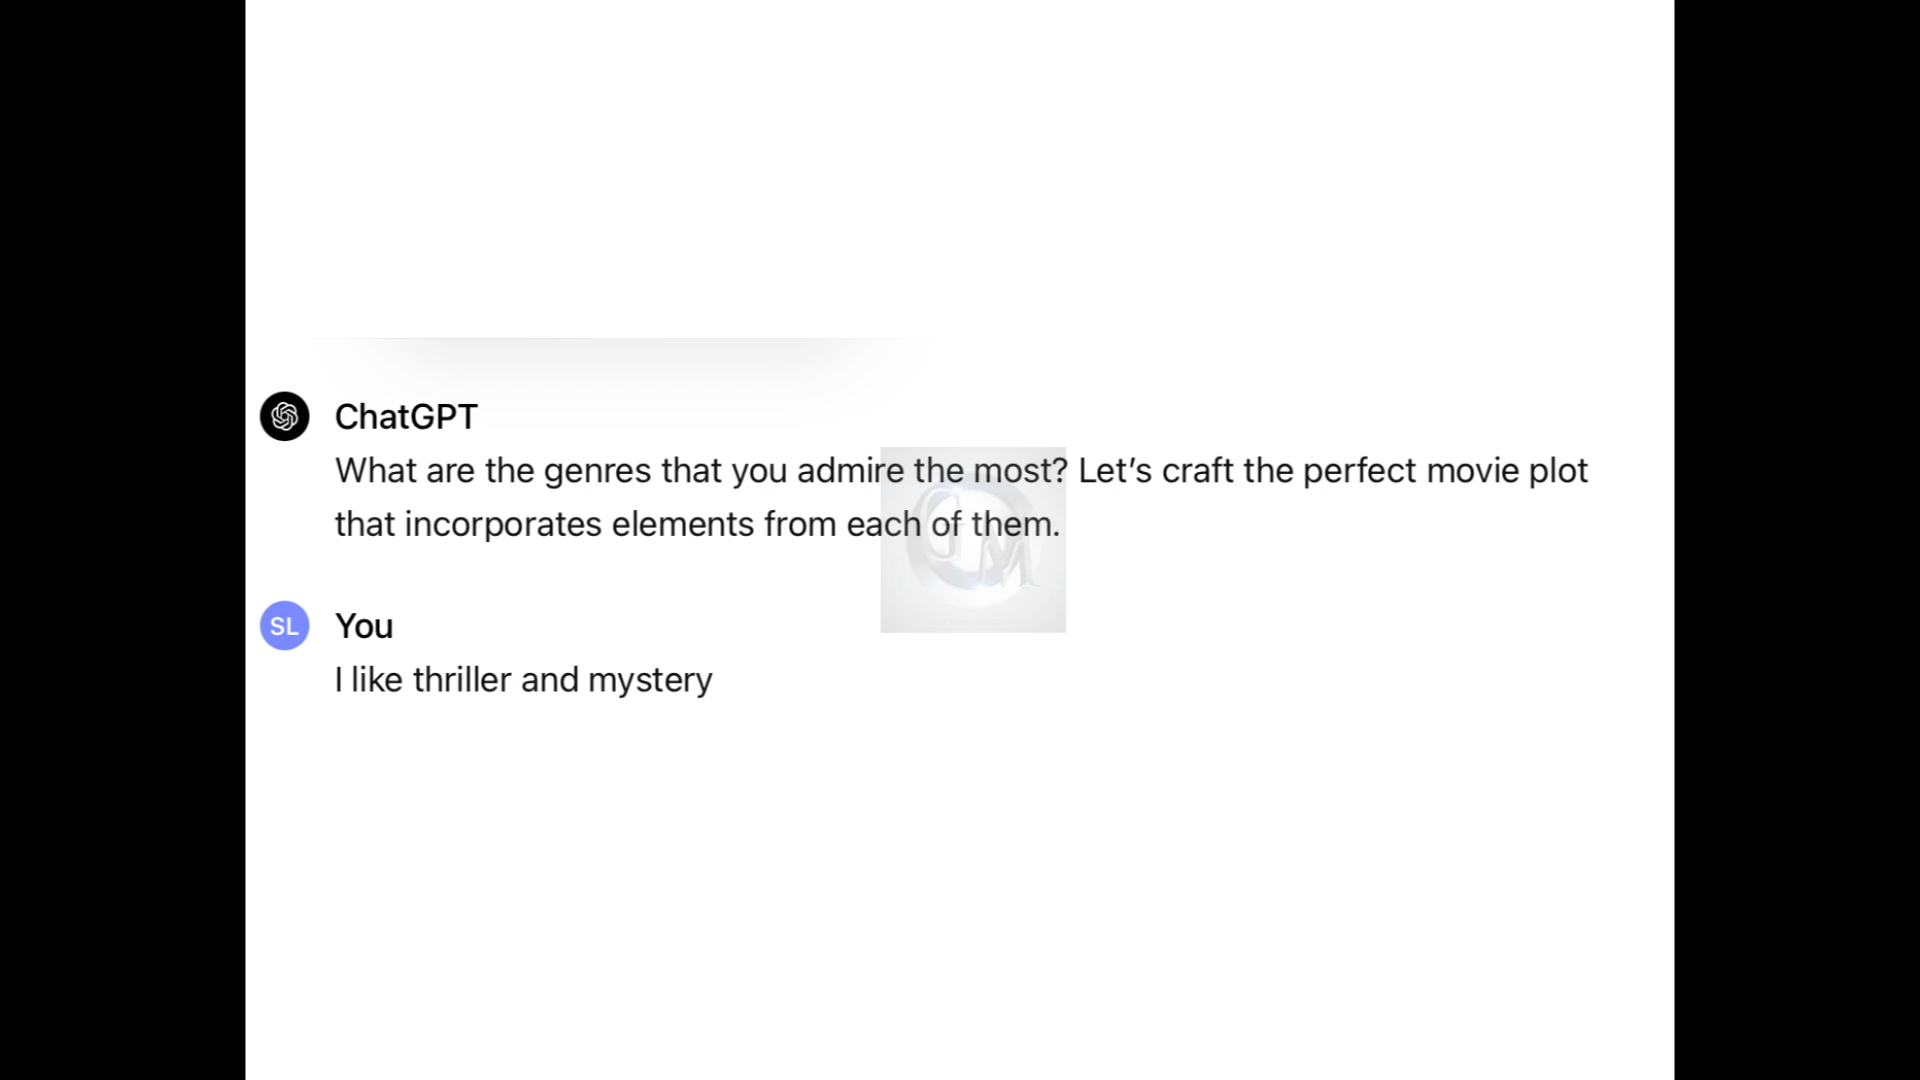 ChatGPT
What are the genres that you admire the most? Let’s craft the perfect movie plot
that incorporates elements from each of them.
GM
SL
You
I like thriller and mystery